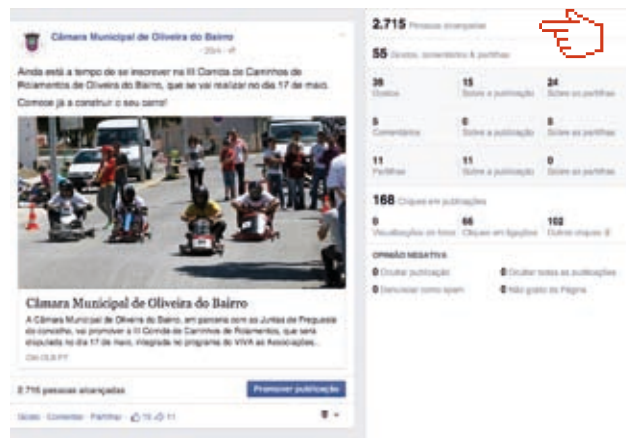 Câmara Municipal de Oliveira do Bairro
Ainda está a tempo de se inscrever na III Corrida de Carrinhos de
Rolamentos de Oliveira do Bairro, que se vai realizar no dia 17 de maio.
Comece já a construir o seu carro!
Câmara Municipal de Oliveira do Bairro
A Câmara Municipal de Oliveira do Bairro, em parceria com as Juntas de Freguesia
do concelho, vai promover a III Corrida de Carrinhos de Rolamentos, que será
disputada no dia 17 de maio, integrada no programa do VIVA as Associações...
2.715 pessoas alcançadas
Promover publicação
Gosto · Comentar · Partilhar · 15 11
2.715 Pessoas alcançadas
55 Gostos, comentários & partilhas
15 24
Gostos Sobre a publicação Sobre as partilhas
Comentários Sobre a publicação Sobre as partilhas
11 11 0
Partilhas Sobre a publicação Sobre as partilhas
168 Cliques em publicações
0 66 102
Visualizações de fotos Cliques em ligações Outros cliques
OPINIÃO NEGATIVA
0 Ocultar publicação 0 Ocultar todas as publicações
0 Denunciar como spam 0 Não gosto da Página